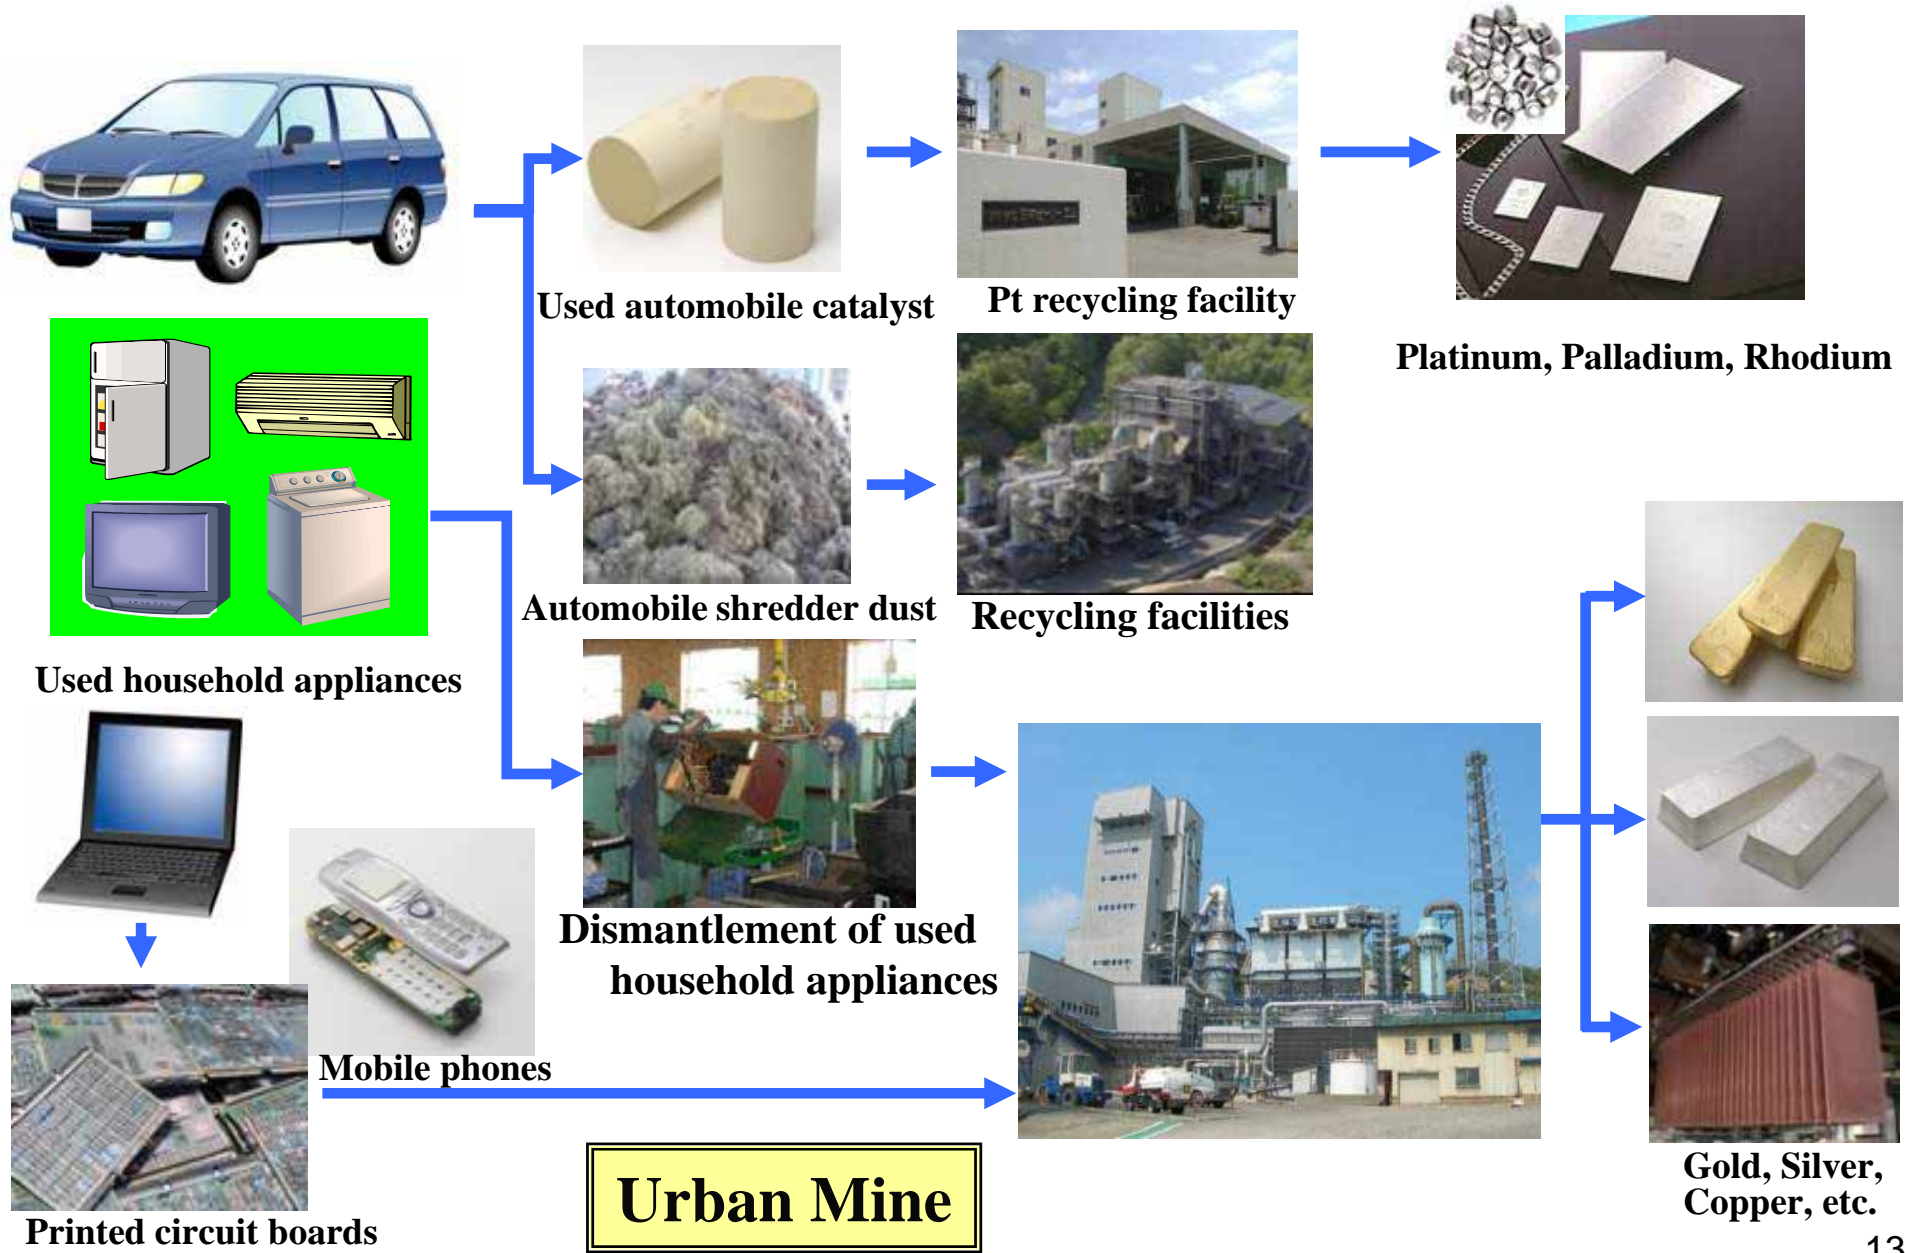 Used automobile catalyst
Pt recycling facility
Platinum, Palladium, Rhodium
Automobile shredder dust
Recycling facilities
Used household appliances
Dismantlement of used
household appliances
Mobile phones
Printed circuit boards
Urban Mine
Gold, Silver,
Copper, etc.
13